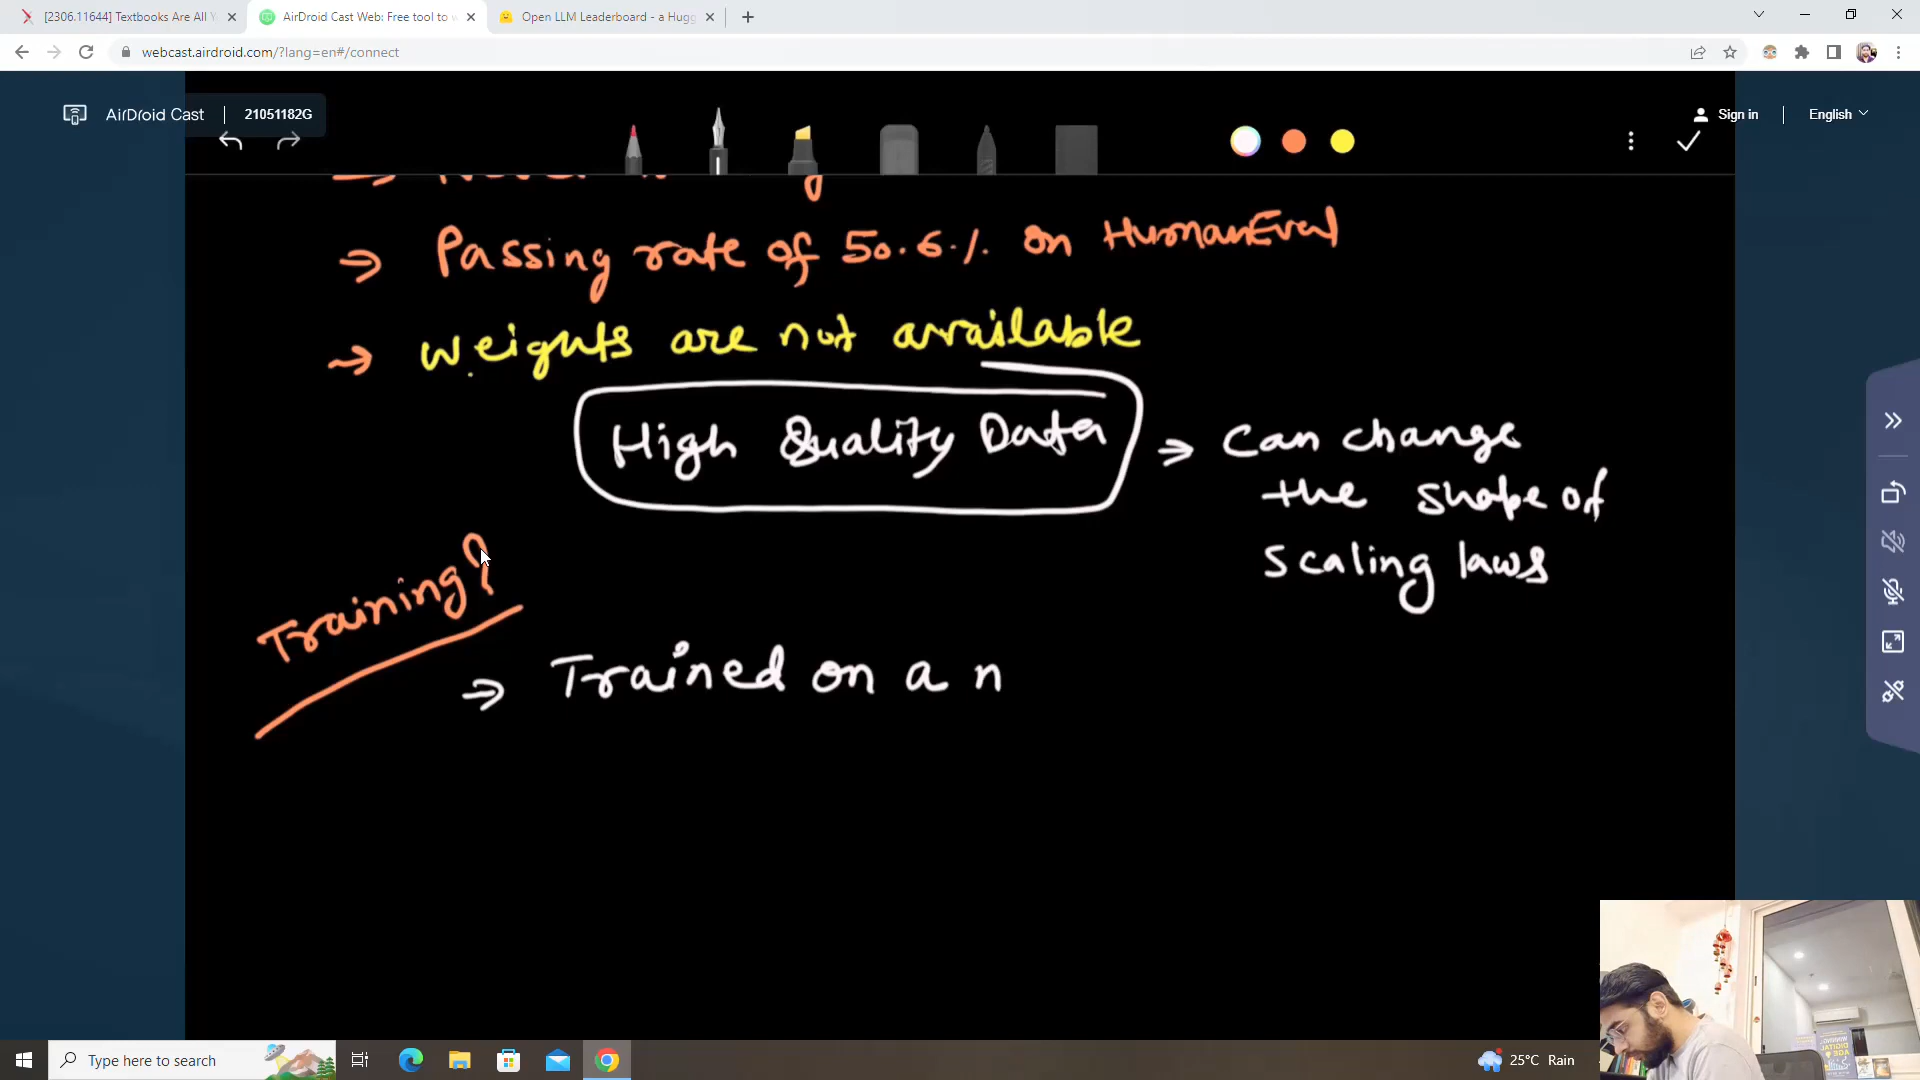 [2306.11644] Textbooks Are All Y
AirDroid Cast Web: Free tool to
Open LLM Leaderboard - a Hugg
webcast.airdroid.com/?lang=en#/connect
AirDroid Cast
21051182G
Sign in
English
→ Passing rate of 50.6% on HumanEval
→ Weights are not available
High Quality Data
⇒ Can change
the shape of
scaling laws
Training?
⇒ Trained on a n
Type here to search
25°C Rain